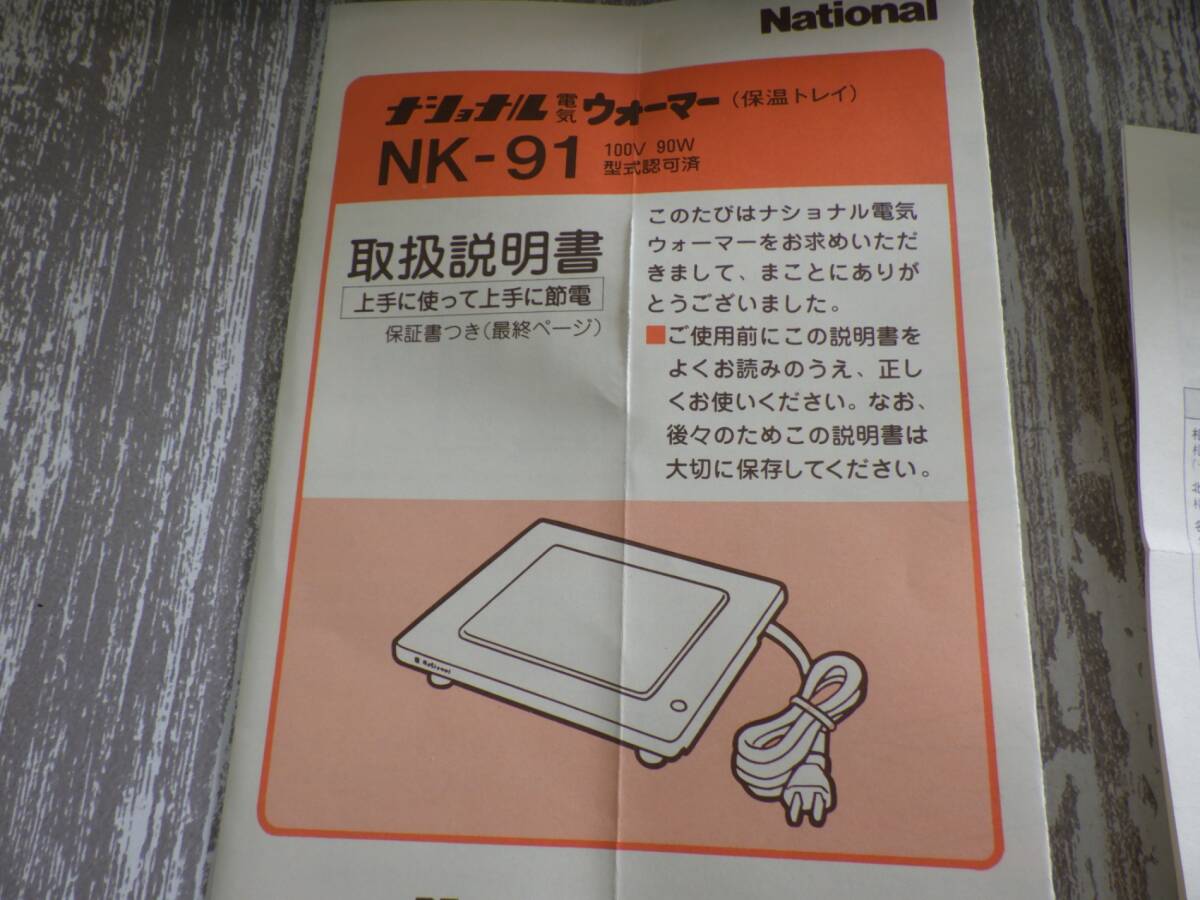 National
ナショナル電気ウォーマー（保温トレイ）
NK-91 100V 90W
型式認可済
取扱説明書
上手に使って上手に節電
保証書つき（最終ページ）
このたびはナショナル電気
ウォーマーをお求めいただ
きまして、まことにありが
とうございました。
■ご使用前にこの説明書を
よくお読みのうえ、正し
くお使いください。なお、
後々のためこの説明書は
大切に保存してください。
National